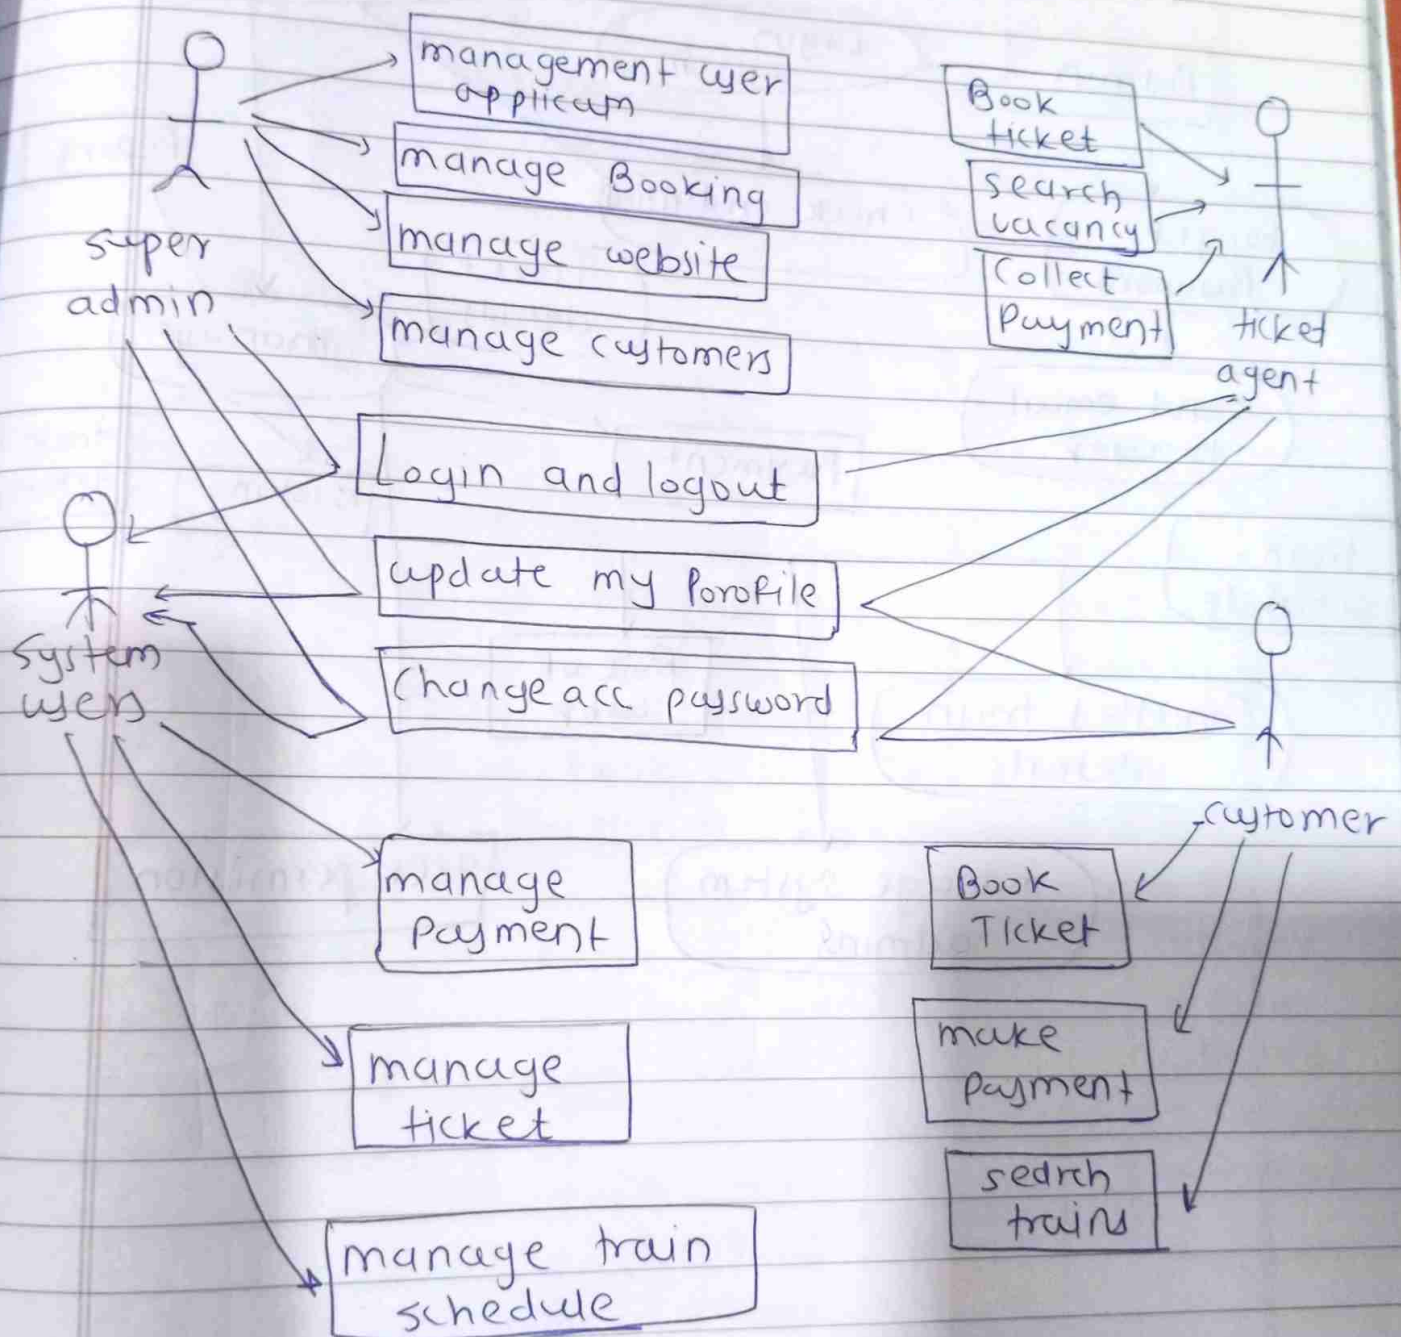 management user
applicam
manage Booking
manage website
manage customers
super
admin
Book
ticket
search
vacancy
Collect
Payment
ticket
agent
Login and logout
update my Porofile
Change acc password
system
users
customer
manage
Payment
manage
ticket
manage train
schedule
Book
Ticket
make
payment
search
trains